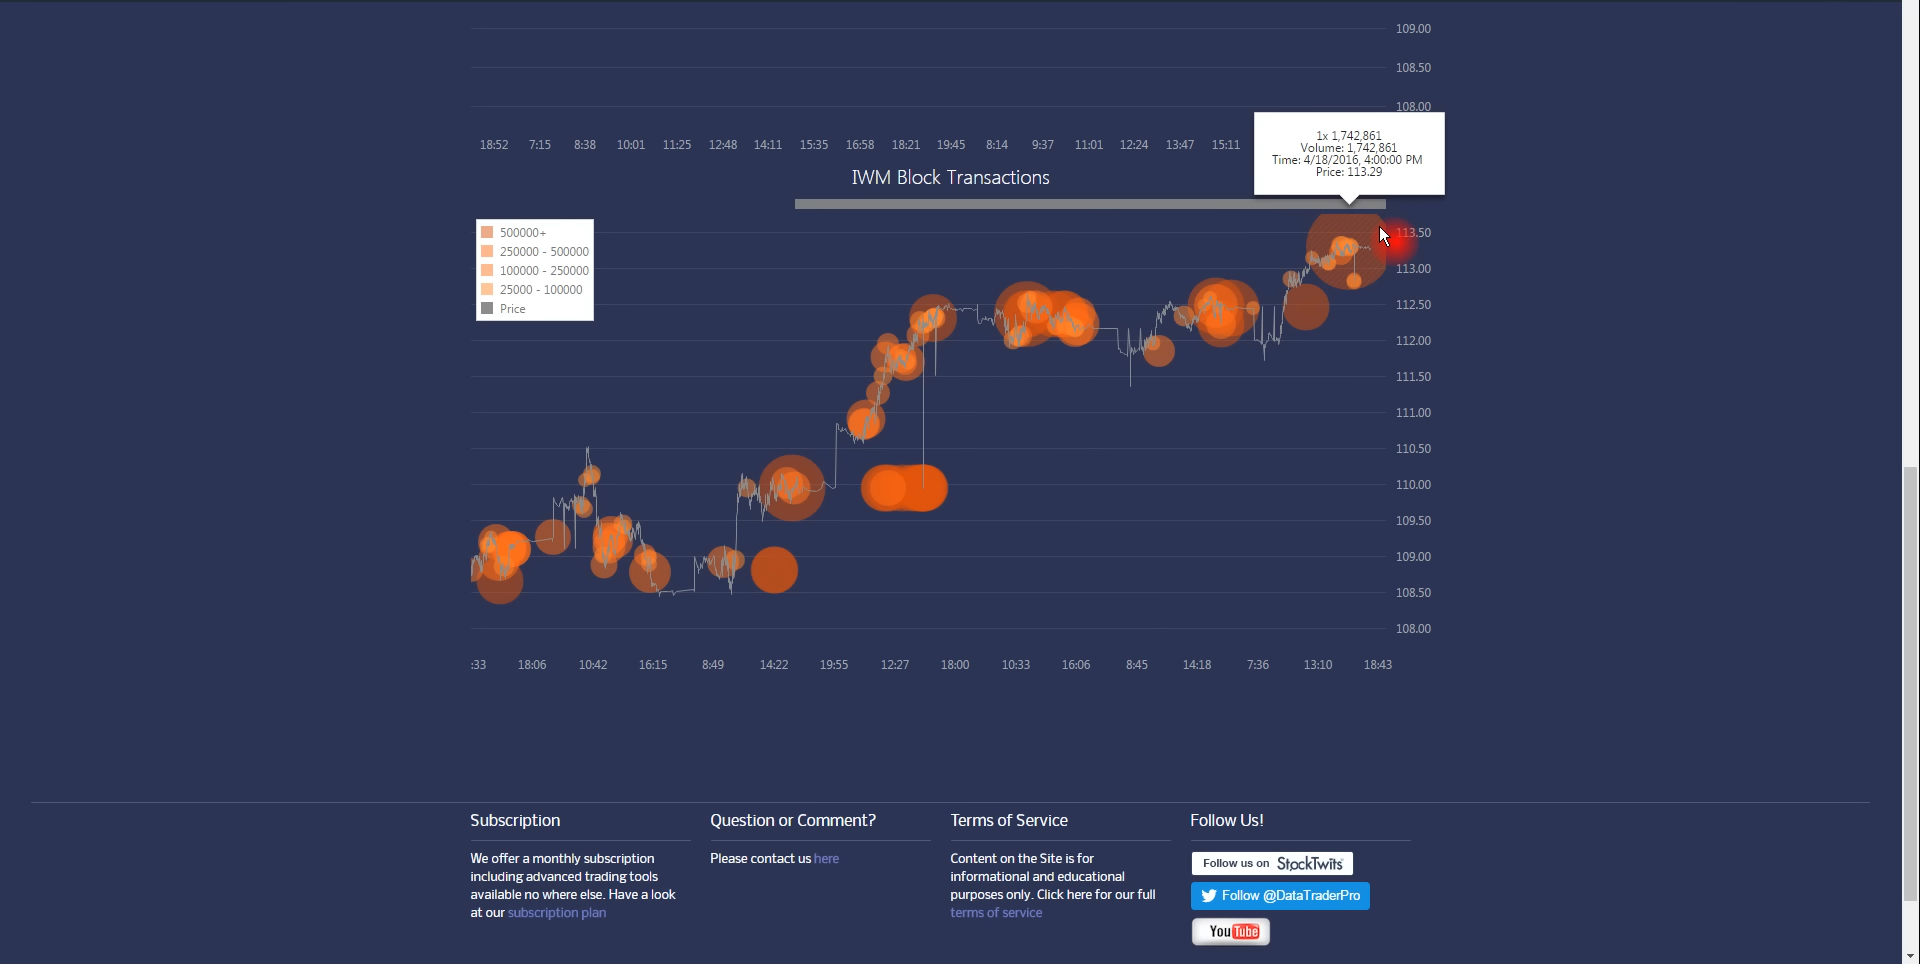 109.00
108.50
108.00
18:52 7:15 8:38 10:01 11:25 12:48 14:11 15:35 16:58 18:21 19:45 8:14 9:37 11:01 12:24 13:47 15:11
1x 1,742,861
Volume: 1,742,861
Time: 4/18/2016, 4:00:00 PM
Price: 113.29
IWM Block Transactions
500000+
250000 - 500000
100000 - 250000
25000 - 100000
Price
113.50
113.00
112.50
112.00
111.50
111.00
110.50
110.00
109.50
109.00
108.50
108.00
:33 18:06 10:42 16:15 8:49 14:22 19:55 12:27 18:00 10:33 16:06 8:45 14:18 7:36 13:10 18:43
Subscription
We offer a monthly subscription
including advanced trading tools
available no where else. Have a look
at our subscription plan
Question or Comment?
Please contact us here
Terms of Service
Content on the Site is for
informational and educational
purposes only. Click here for our full
terms of service
Follow Us!
Follow us on StockTwits
Follow @DataTraderPro
YouTube